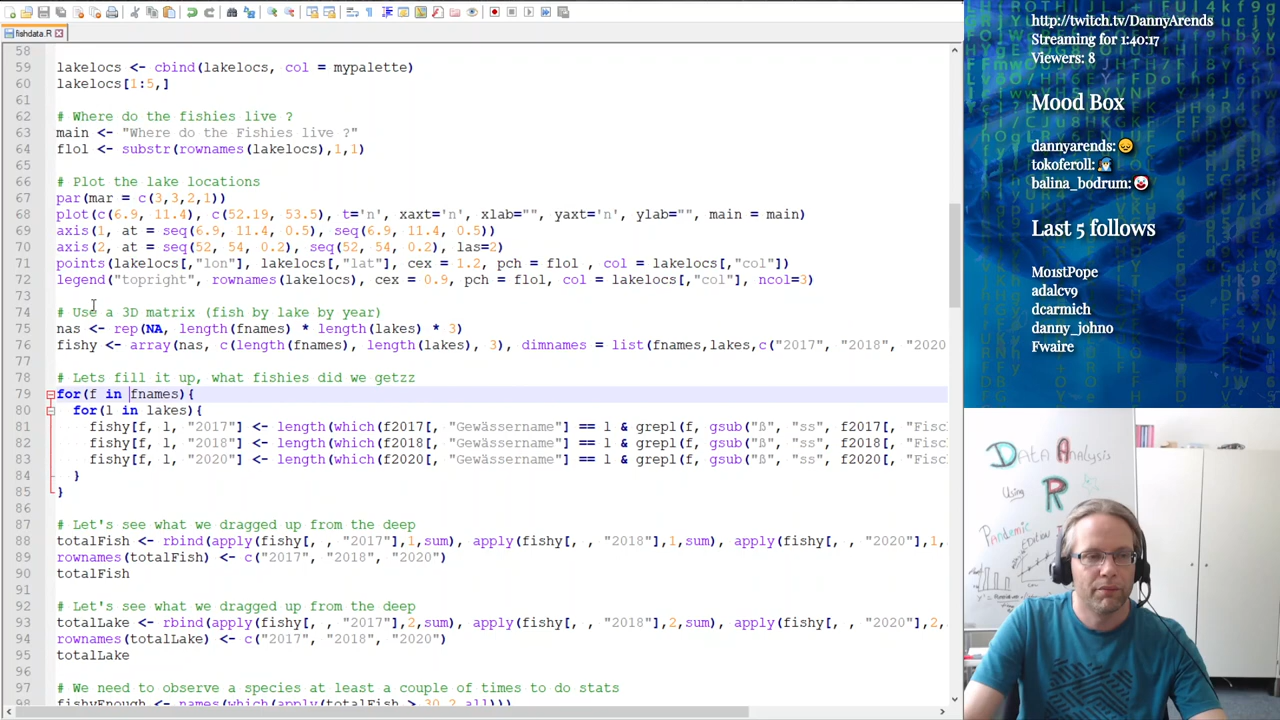 fishdata.R
58
59 lakelocs <- cbind(lakelocs, col = mypalette)
60 lakelocs[1:5,]
61
62 # Where do the fishies live ?
63 main <- "Where do the Fishies live ?"
64 flol <- substr(rownames(lakelocs),1,1)
65
66 # Plot the lake locations
67 par(mar = c(3,3,2,1))
68 plot(c(6.9, 11.4), c(52.19, 53.5), t='n', xaxt='n', xlab="", yaxt='n', ylab="", main = main)
69 axis(1, at = seq(6.9, 11.4, 0.5), seq(6.9, 11.4, 0.5))
70 axis(2, at = seq(52, 54, 0.2), seq(52, 54, 0.2), las=2)
71 points(lakelocs[,"lon"], lakelocs[,"lat"], cex = 1.2, pch = flol , col = lakelocs[,"col"])
72 legend("topright", rownames(lakelocs), cex = 0.9, pch = flol, col = lakelocs[,"col"], ncol=3)
73
74 # Use a 3D matrix (fish by lake by year)
75 nas <- rep(NA, length(fnames) * length(lakes) * 3)
76 fishy <- array(nas, c(length(fnames), length(lakes), 3), dimnames = list(fnames,lakes,c("2017", "2018", "2020
77
78 # Lets fill it up, what fishies did we getzz
79 for(f in fnames){
80 for(l in lakes){
81 fishy[f, l, "2017"] <- length(which(f2017[, "Gewässername"] == l & grepl(f, gsub("ß", "ss", f2017[, "Fisc
82 fishy[f, l, "2018"] <- length(which(f2018[, "Gewässername"] == l & grepl(f, gsub("ß", "ss", f2018[, "Fisc
83 fishy[f, l, "2020"] <- length(which(f2020[, "Gewässername"] == l & grepl(f, gsub("ß", "ss", f2020[, "Fisc
84 }
85 }
86
87 # Let's see what we dragged up from the deep
88 totalFish <- rbind(apply(fishy[, , "2017"],1,sum), apply(fishy[, , "2018"],1,sum), apply(fishy[, , "2020"],1,
89 rownames(totalFish) <- c("2017", "2018", "2020")
90 totalFish
91
92 # Let's see what we dragged up from the deep
93 totalLake <- rbind(apply(fishy[, , "2017"],2,sum), apply(fishy[, , "2018"],2,sum), apply(fishy[, , "2020"],2,
94 rownames(totalLake) <- c("2017", "2018", "2020")
95 totalLake
96
97 # We need to observe a species at least a couple of times to do stats
98 fishyEnough <- names(which(apply(totalFish > 30,2,all)))
http://twitch.tv/DannyArends
Streaming for 1:40:17
Viewers: 8
Mood Box
dannyarends: 😔
tokoferoll:
balina_bodrum: 🤡
Last 5 follows
Mo1stPope
adalcv9
dcarmich
danny_johno
Fwaire
Data Analysis
Using R
Pandemic